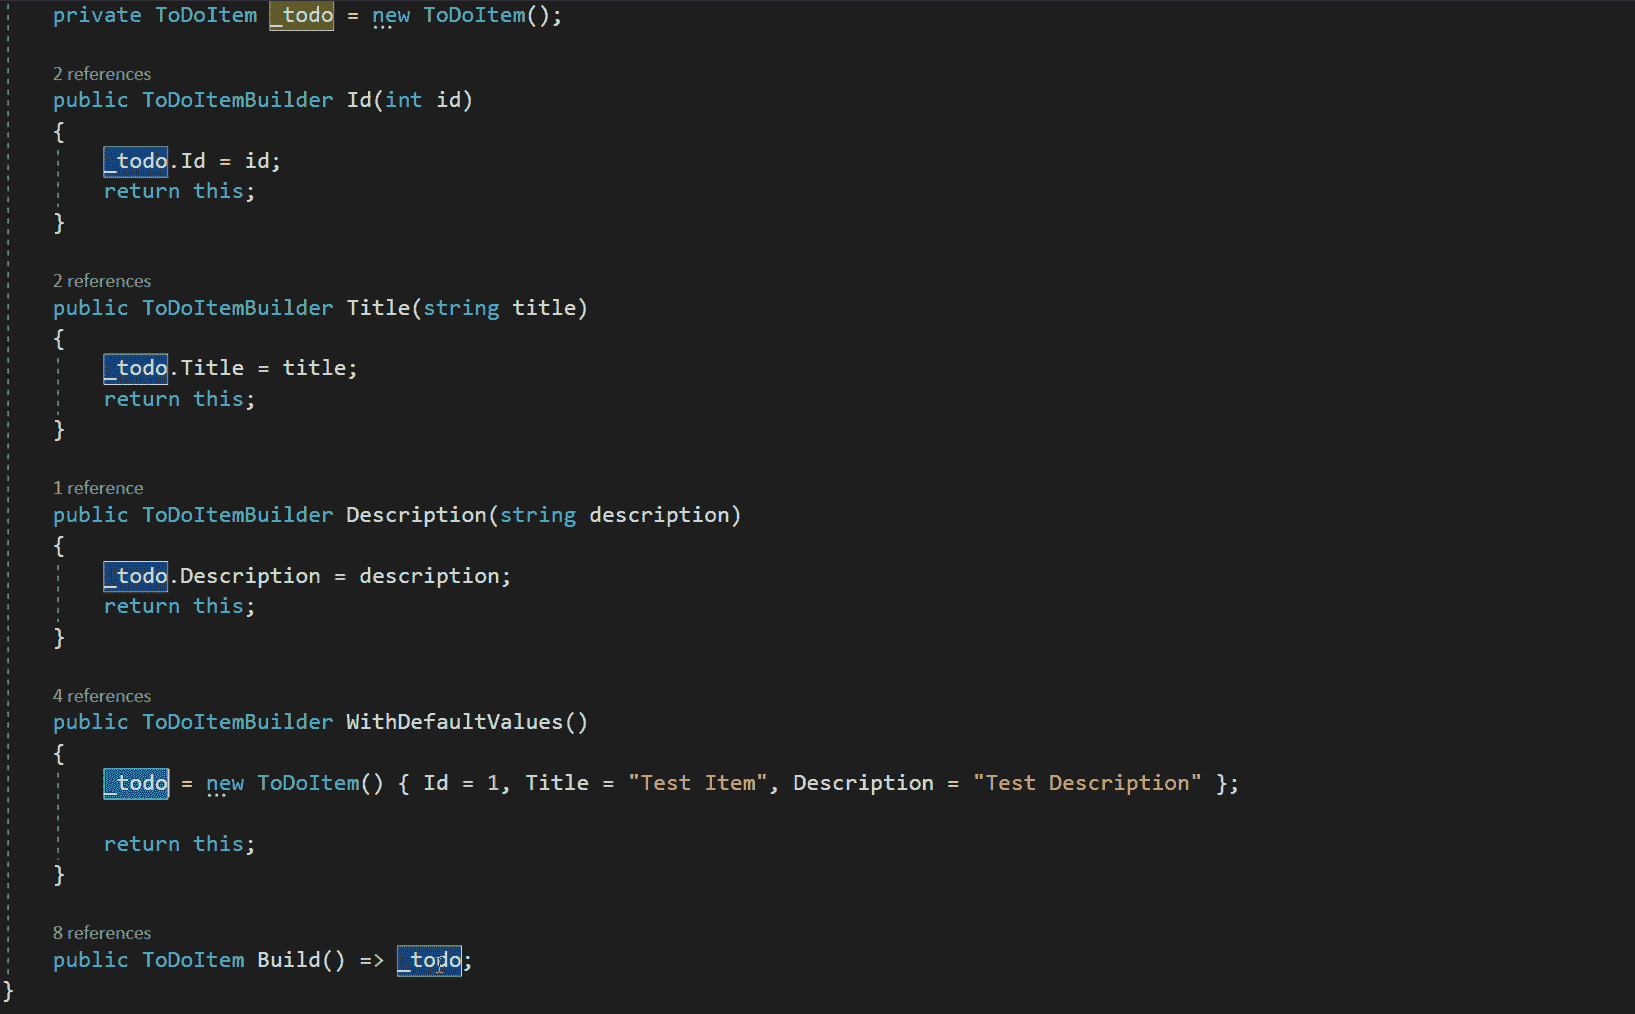 private ToDoItem _todo = new ToDoItem();
2 references
public ToDoItemBuilder Id(int id)
{
_todo.Id = id;
return this;
}
2 references
public ToDoItemBuilder Title(string title)
{
_todo.Title = title;
return this;
}
1 reference
public ToDoItemBuilder Description(string description)
{
_todo.Description = description;
return this;
}
4 references
public ToDoItemBuilder WithDefaultValues()
{
_todo = new ToDoItem() { Id = 1, Title = "Test Item", Description = "Test Description" };
return this;
}
8 references
public ToDoItem Build() => _todo;
}